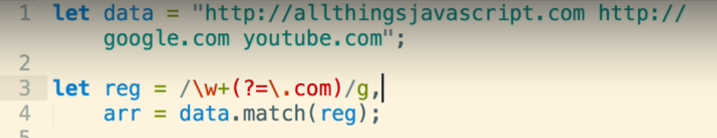 1 let data = "http://allthingsjavascript.com http://
google.com youtube.com";
2
3 let reg = /\w+(?=\.com)/g,
4 arr = data.match(reg);
5